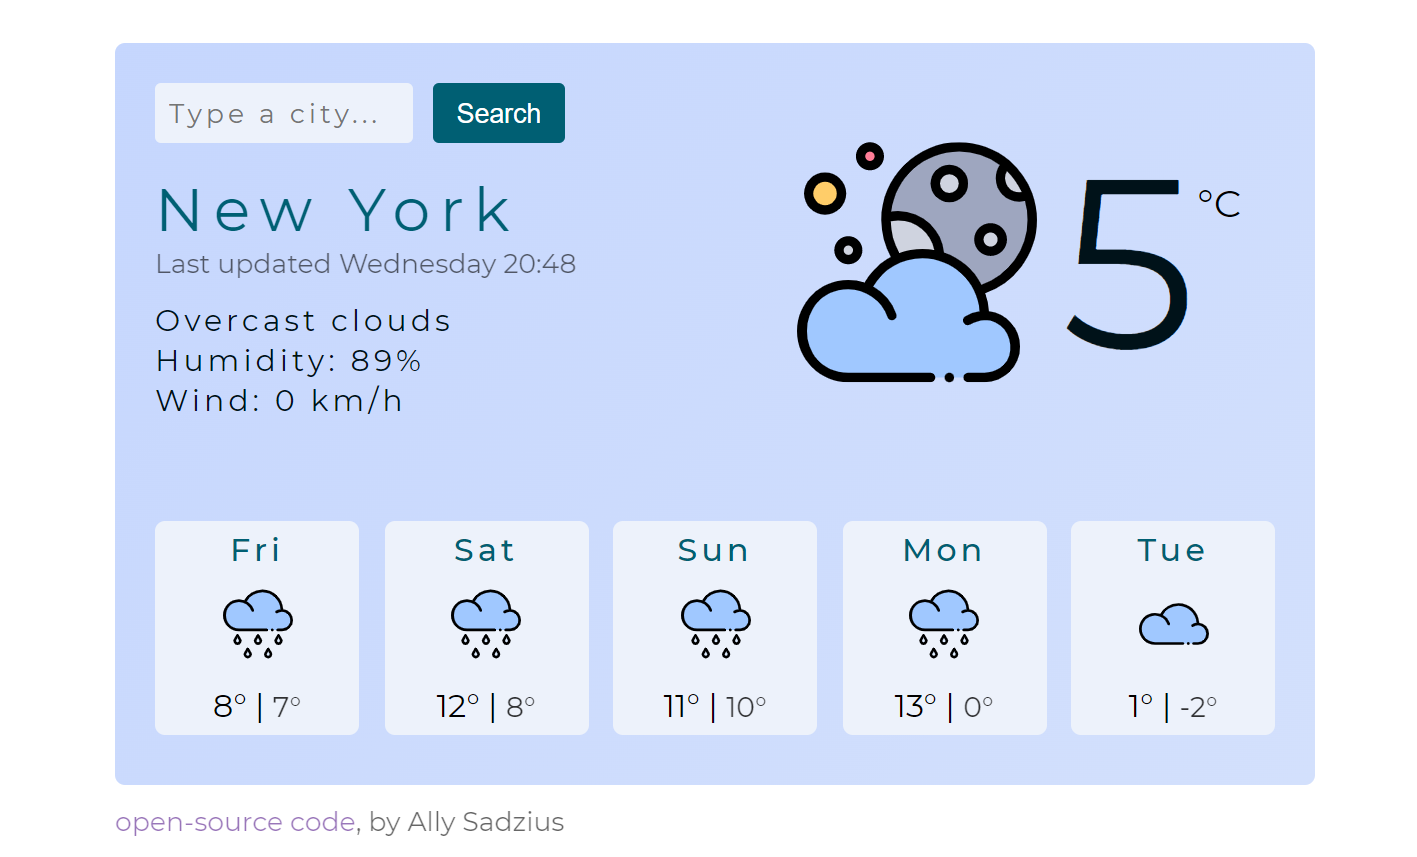 Type a city...
Search
New York
Last updated Wednesday 20:48
Overcast clouds
Humidity: 89%
Wind: 0 km/h
5 °C
Fri
8° | 7°
Sat
12° | 8°
Sun
11° | 10°
Mon
13° | 0°
Tue
1° | -2°
open-source code, by Ally Sadzius